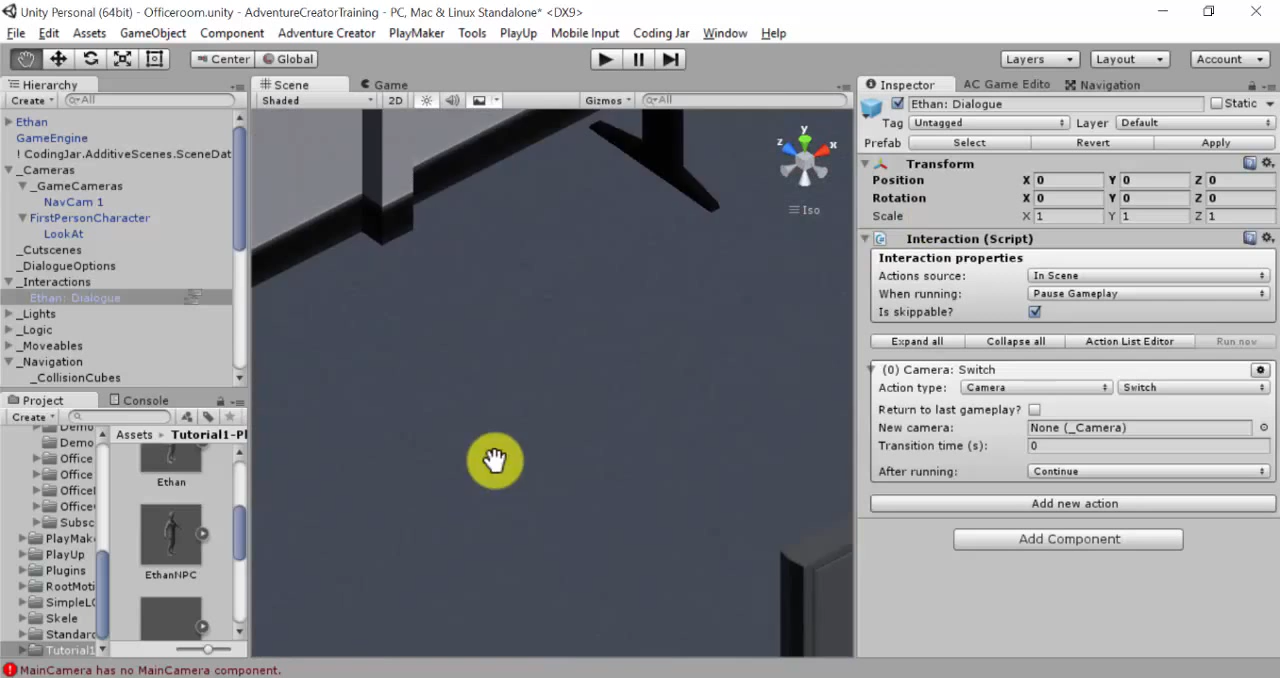 Unity Personal (64bit) - Officeroom.unity - AdventureCreatorTraining - PC, Mac & Linux Standalone* <DX9>
File Edit Assets GameObject Component Adventure Creator PlayMaker Tools PlayUp Mobile Input Coding Jar Window Help
Center Global Layers Layout Account
Hierarchy
Create All
Ethan
GameEngine
! CodingJar.AdditiveScenes.SceneDat
_Cameras
_GameCameras
NavCam 1
FirstPersonCharacter
LookAt
_Cutscenes
_DialogueOptions
_Interactions
Ethan: Dialogue
_Lights
_Logic
_Moveables
_Navigation
_CollisionCubes
Project Console
Create
Demo
Office
Office
OfficeI
Office
Subsc
PlayMak
PlayUp
Plugins
RootMoti
SimpleLO
Skele
Standard
Tutorial1
Assets Tutorial1-Pl
Ethan
EthanNPC
Scene Game
Shaded 2D Gizmos All
y
z x
Iso
Inspector AC Game Edito Navigation
Ethan: Dialogue Static
Tag Untagged Layer Default
Prefab Select Revert Apply
Transform
Position X 0 Y 0 Z 0
Rotation X 0 Y 0 Z 0
Scale X 1 Y 1 Z 1
Interaction (Script)
Interaction properties
Actions source: In Scene
When running: Pause Gameplay
Is skippable?
Expand all Collapse all Action List Editor Run now
(0) Camera: Switch
Action type: Camera Switch
Return to last gameplay?
New camera: None (_Camera)
Transition time (s): 0
After running: Continue
Add new action
Add Component
MainCamera has no MainCamera component.